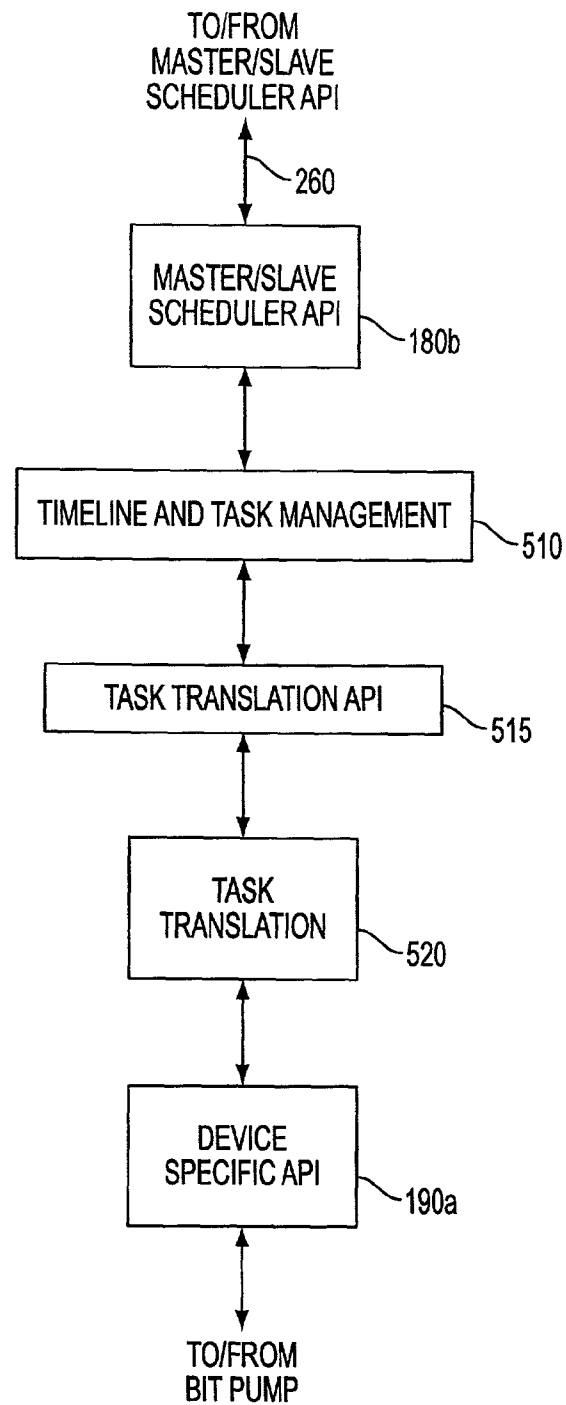 TO/FROM
MASTER/SLAVE
SCHEDULER API
260
MASTER/SLAVE
SCHEDULER API
180b
TIMELINE AND TASK MANAGEMENT
510
TASK TRANSLATION API
515
TASK
TRANSLATION
520
DEVICE
SPECIFIC API
190a
TO/FROM
BIT PUMP